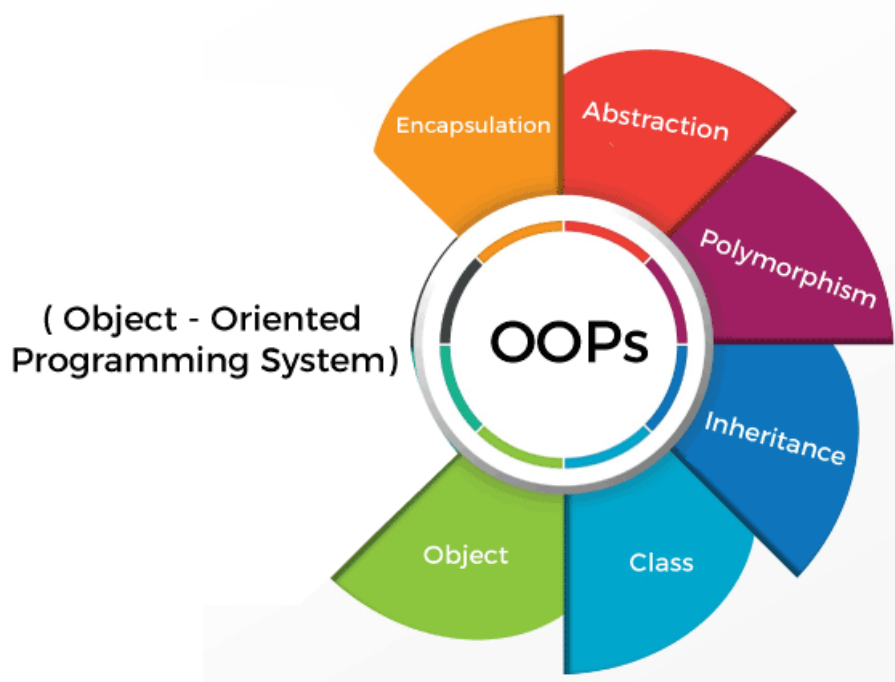 Encapsulation
Abstraction
Polymorphism
( Object - Oriented
Programming System)
OOPs
Inheritance
Object
Class